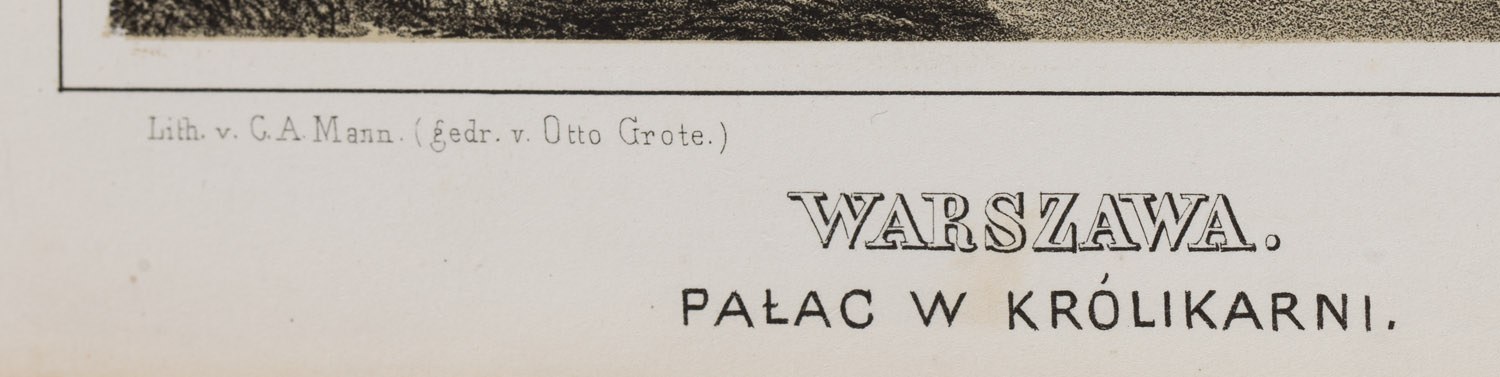 Lith. v. C. A. Mann. (gedr. v. Otto Grote.)
WARSZAWA.
PAŁAC W KRÓLIKARNI.